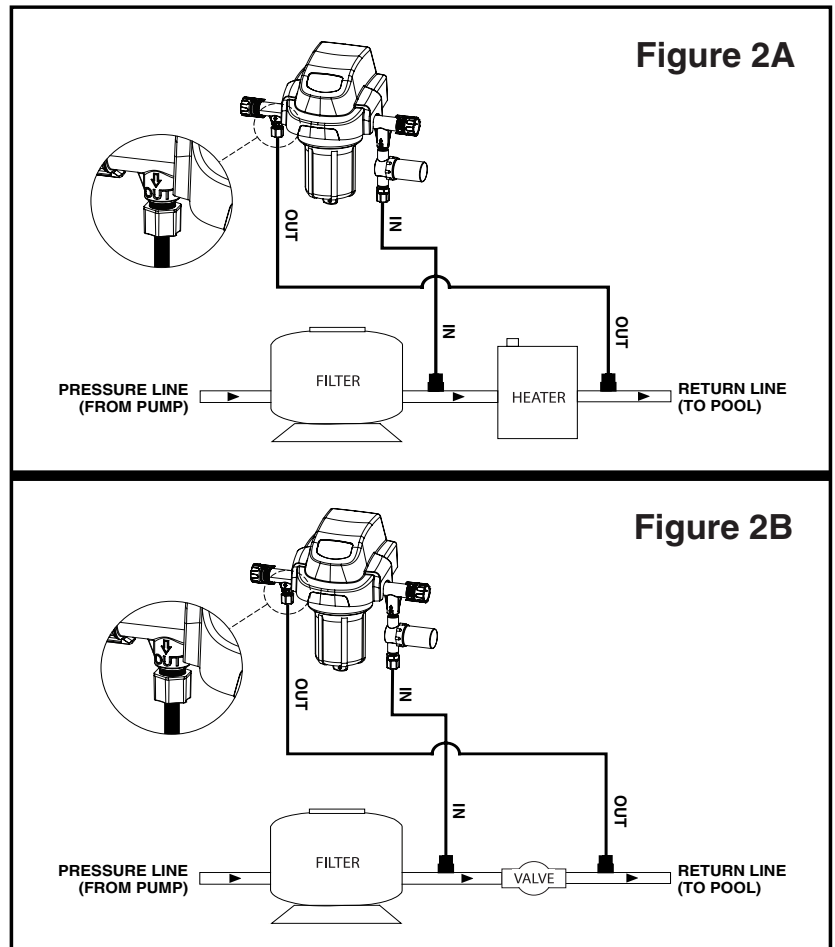 Figure 2A
OUT
OUT
IN
IN
OUT
FILTER
HEATER
PRESSURE LINE
(FROM PUMP)
RETURN LINE
(TO POOL)
Figure 2B
OUT
OUT
IN
IN
OUT
FILTER
VALVE
PRESSURE LINE
(FROM PUMP)
RETURN LINE
(TO POOL)